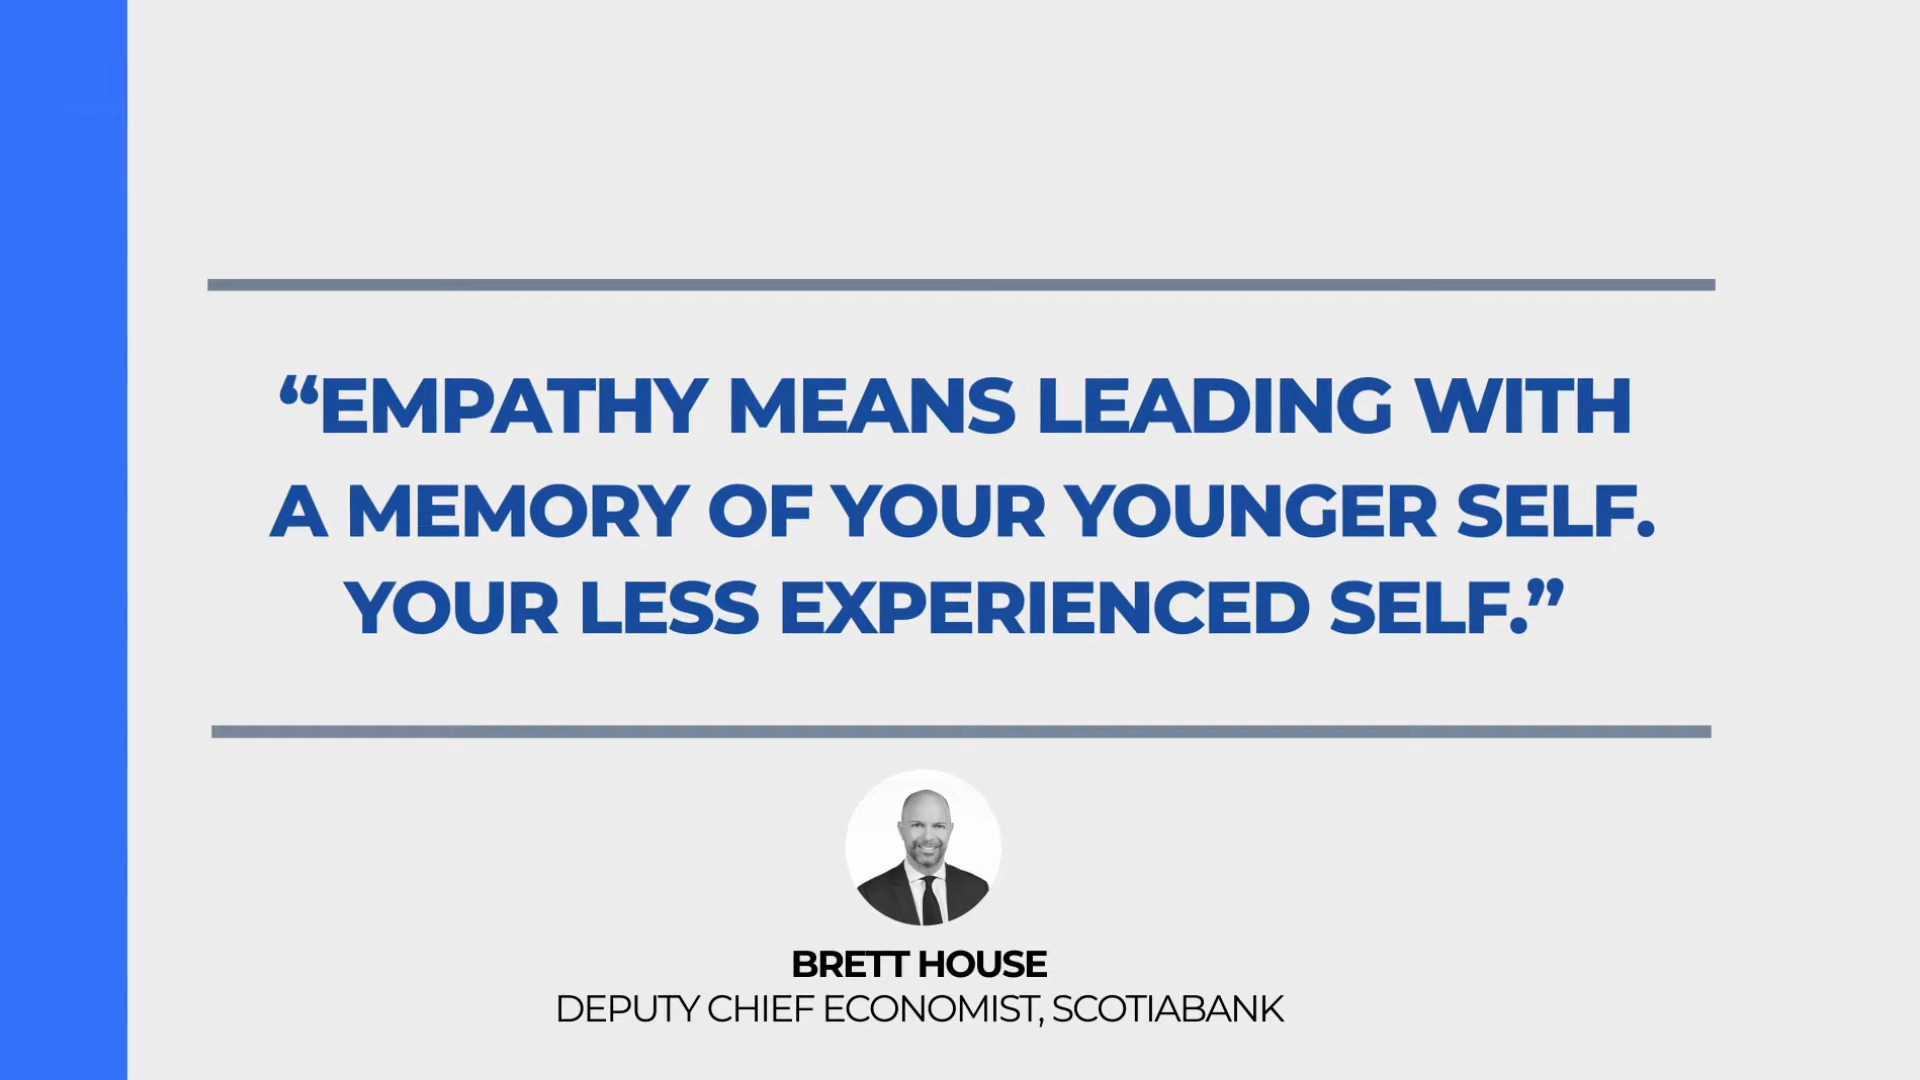 “EMPATHY MEANS LEADING WITH
A MEMORY OF YOUR YOUNGER SELF.
YOUR LESS EXPERIENCED SELF.”
BRETT HOUSE
DEPUTY CHIEF ECONOMIST, SCOTIABANK